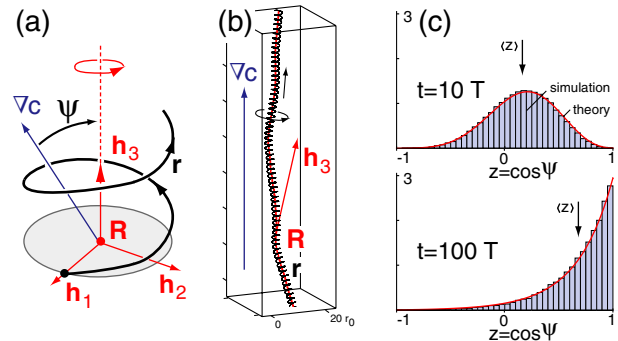 (a)
∇c
ψ
h₃
r
R
h₁
h₂
(b)
∇c
h₃
R
r
0
20 r₀
(c)
3
⟨z⟩
t=10 T
simulation
theory
-1
0
1
z=cosψ
3
⟨z⟩
t=100 T
-1
0
1
z=cosψ